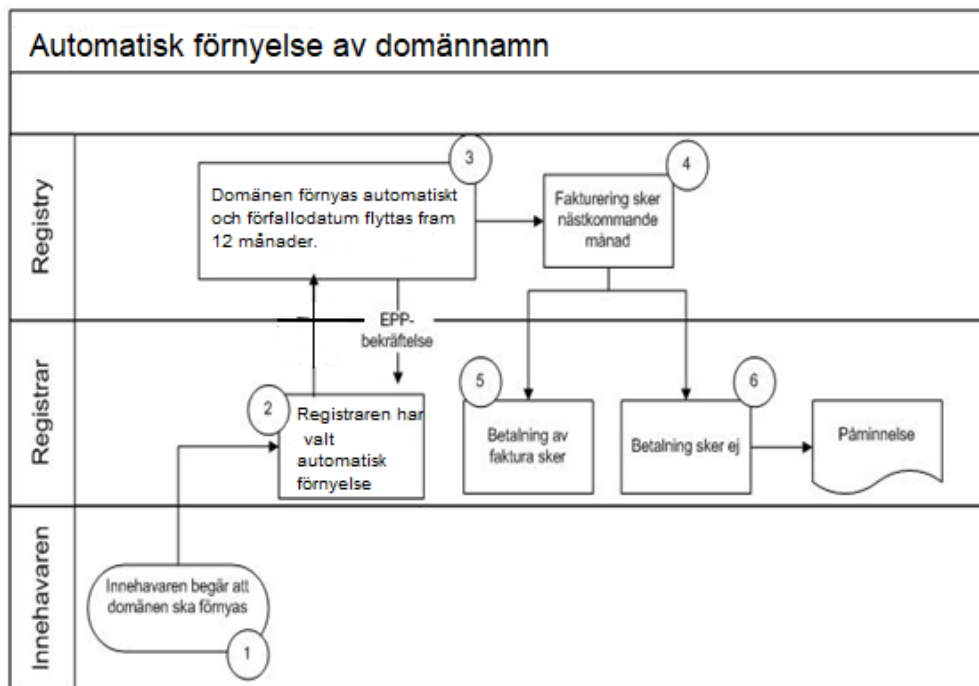 Automatisk förnyelse av domännamn
Registry
3
Domänen förnyas automatiskt
och förfallodatum flyttas fram
12 månader.
4
Fakturering sker
nästkommande
månad
EPP-
bekräftelse
Registrar
2
Registraren har
valt
automatisk
förnyelse
5
Betalning av
faktura sker
6
Betalning sker ej
Påminnelse
Innehavaren
Innehavaren begär att
domänen ska förnyas
1